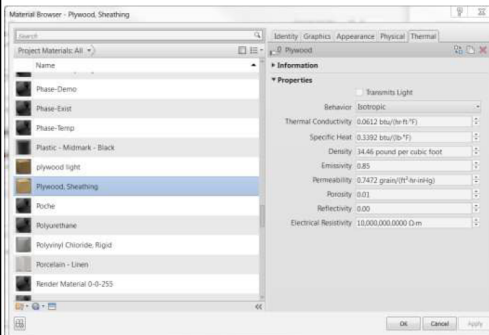 Material Browser - Plywood, Sheathing
Search
Project Materials: All
Name
Phase-Demo
Phase-Exist
Phase-Temp
Plastic - Midmark - Black
plywood light
Plywood, Sheathing
Poche
Polyurethane
Polyvinyl Chloride, Rigid
Porcelain - Linen
Render Material 0-0-255
Identity Graphics Appearance Physical Thermal
0 Plywood
Information
Properties
Transmits Light
Behavior Isotropic
Thermal Conductivity 0.0612 btu/(hr·ft·°F)
Specific Heat 0.3392 btu/(lb·°F)
Density 34.46 pound per cubic foot
Emissivity 0.85
Permeability 0.7472 grain/(ft²·hr·inHg)
Porosity 0.01
Reflectivity 0.00
Electrical Resistivity 10,000,000.0000 Ω·m
OK Cancel Apply